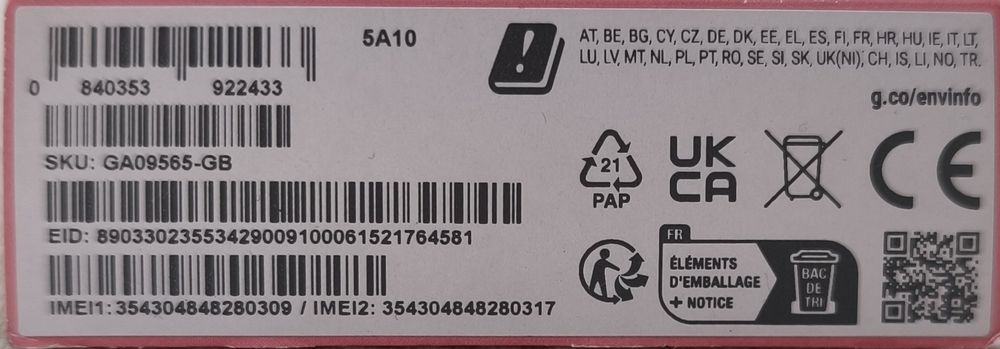 5A10
0 840353 922433
SKU: GA09565-GB
EID: 89033023553429009100061521764581
IMEI1: 354304848280309 / IMEI2: 354304848280317
AT, BE, BG, CY, CZ, DE, DK, EE, EL, ES, FI, FR, HR, HU, IE, IT, LT,
LU, LV, MT, NL, PL, PT, RO, SE, SI, SK, UK(NI), CH, IS, LI, NO, TR.
g.co/envinfo
21
PAP
UK
CA
CE
FR
ÉLÉMENTS
D'EMBALLAGE
+ NOTICE
BAC
DE
TRI